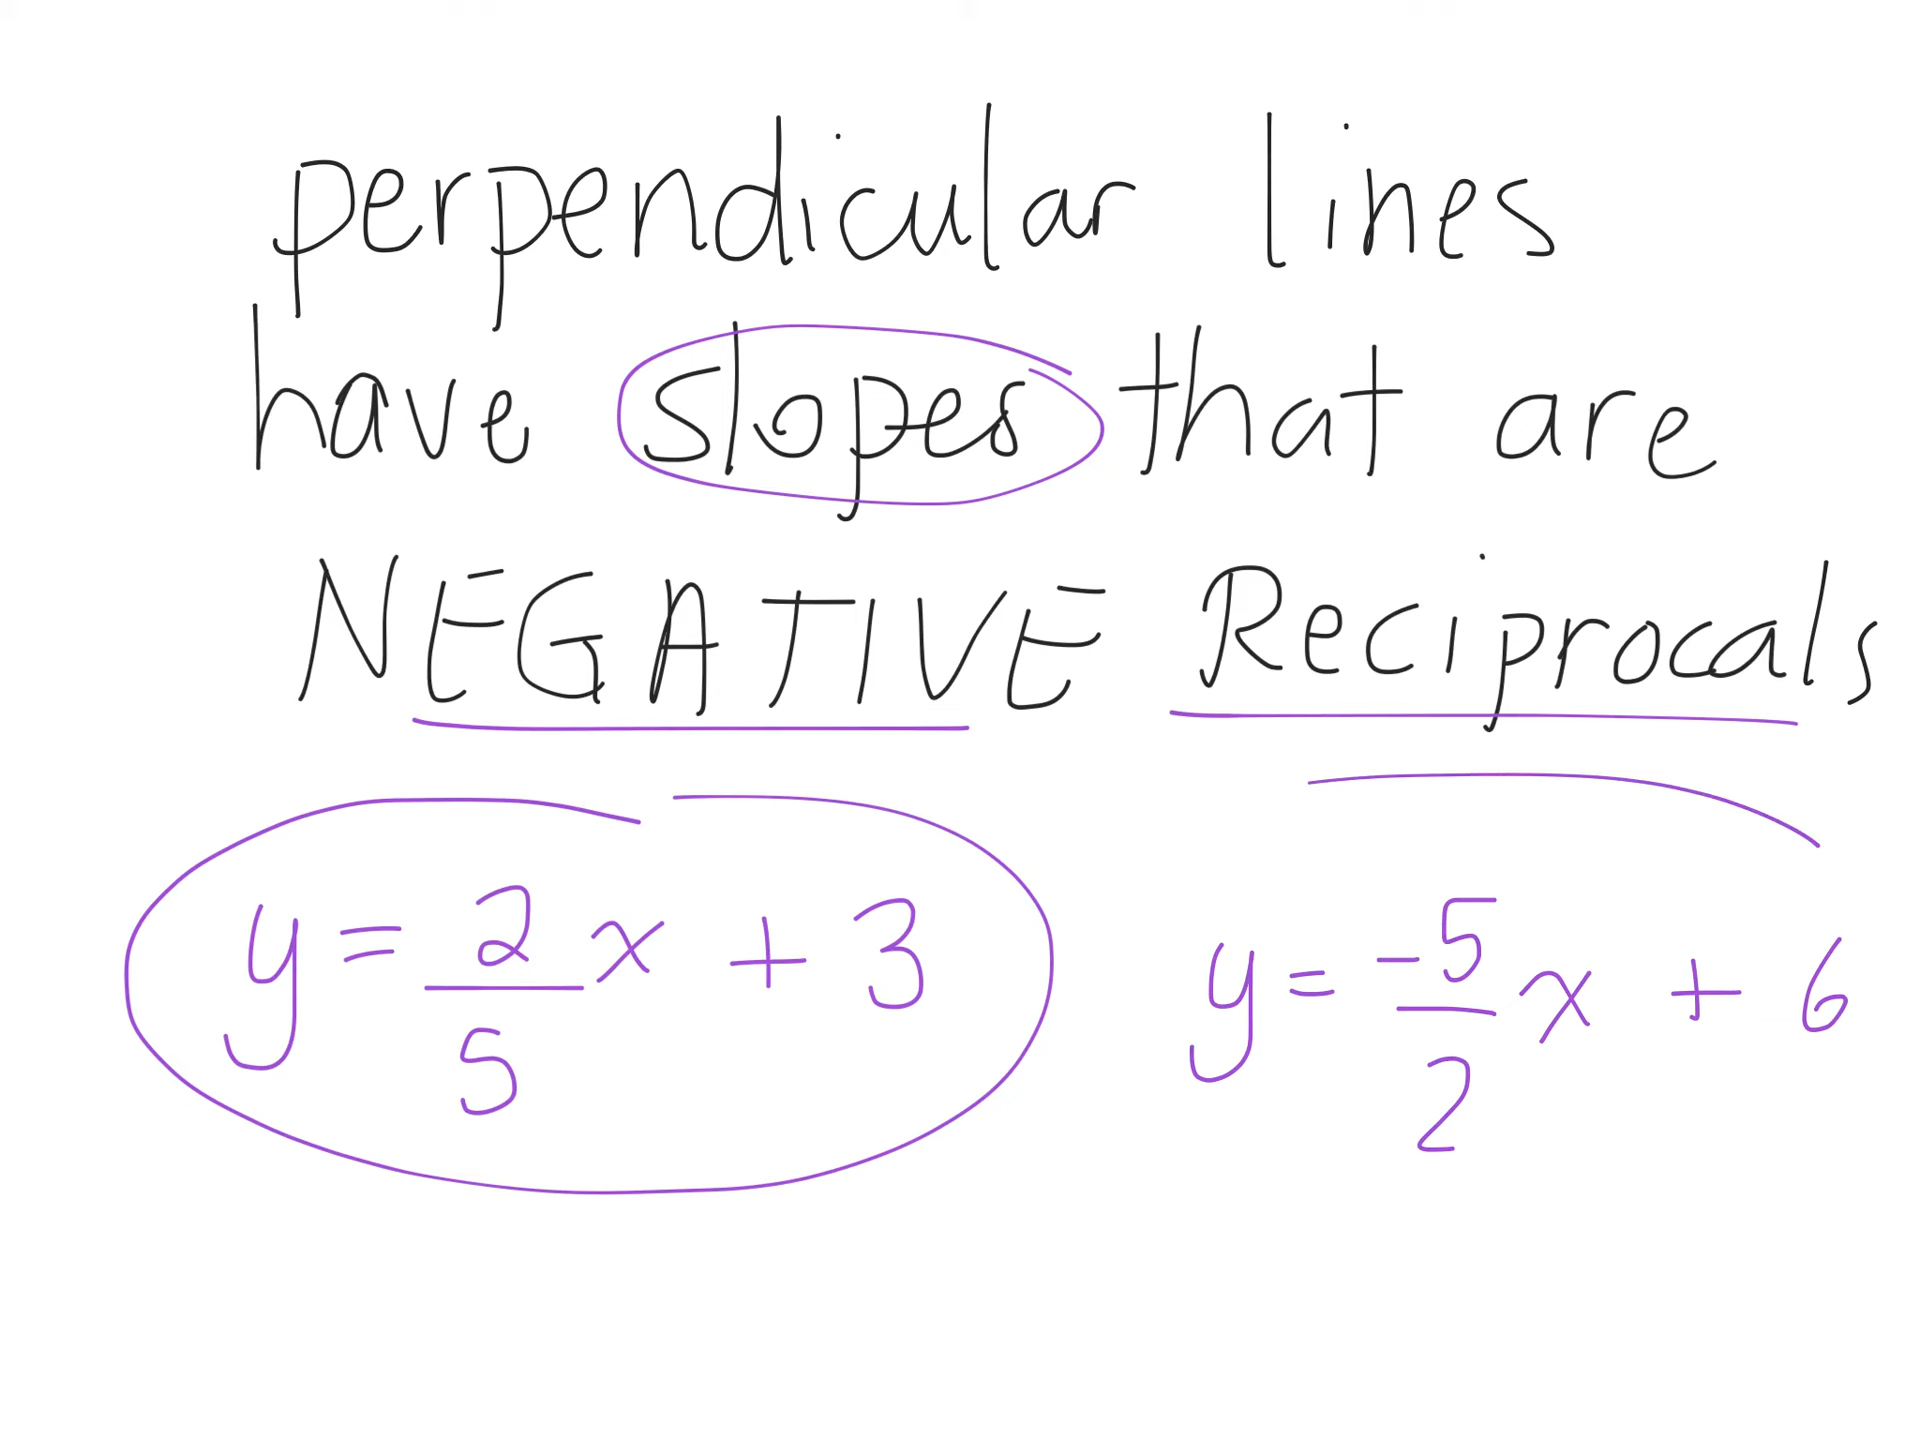 perpendicular lines
have slopes that are
NEGATIVE Reciprocals
y = 2/5 x + 3
y = -5/2 x + 6